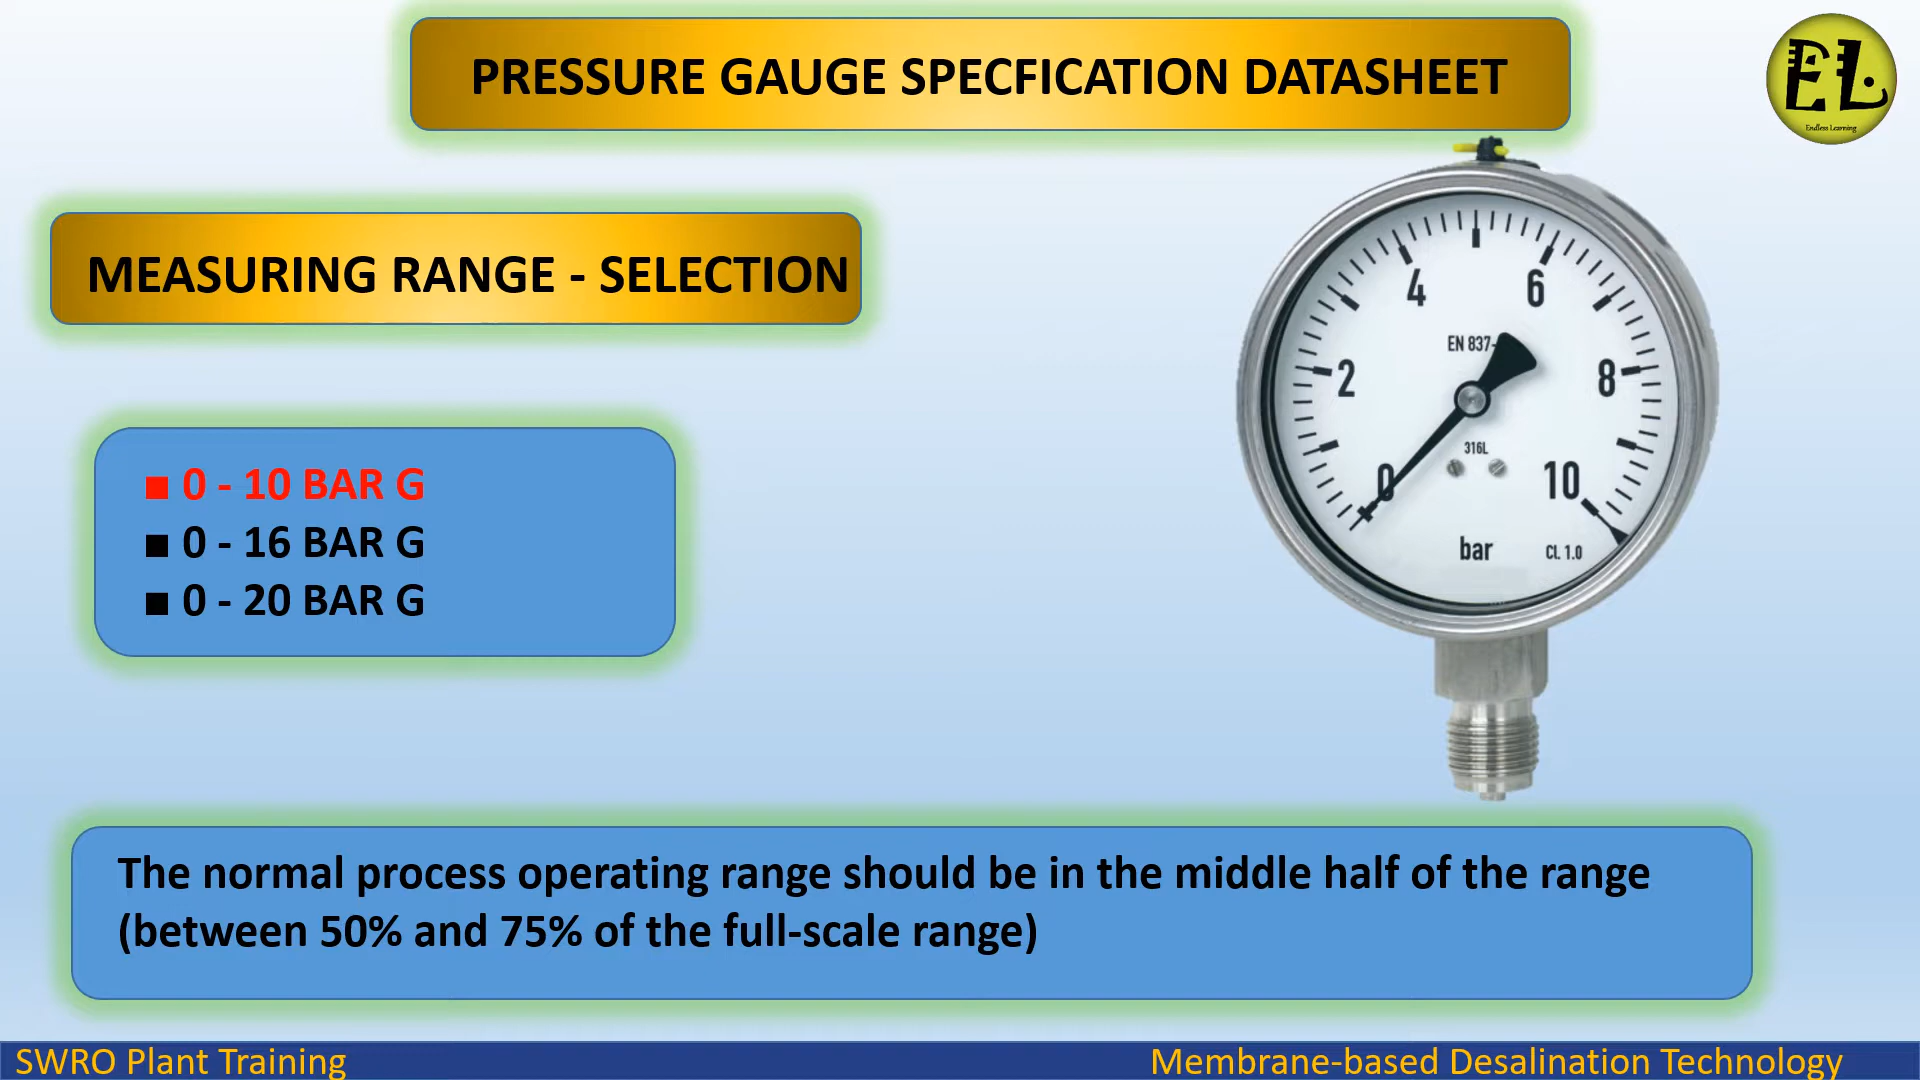 PRESSURE GAUGE SPECFICATION DATASHEET
EL
Endless Learning
MEASURING RANGE - SELECTION
■ 0 - 10 BAR G
■ 0 - 16 BAR G
■ 0 - 20 BAR G
4 6
EN 837-
2 8
316L
0 10
bar Cl. 1.0
The normal process operating range should be in the middle half of the range
(between 50% and 75% of the full-scale range)
SWRO Plant Training
Membrane-based Desalination Technology